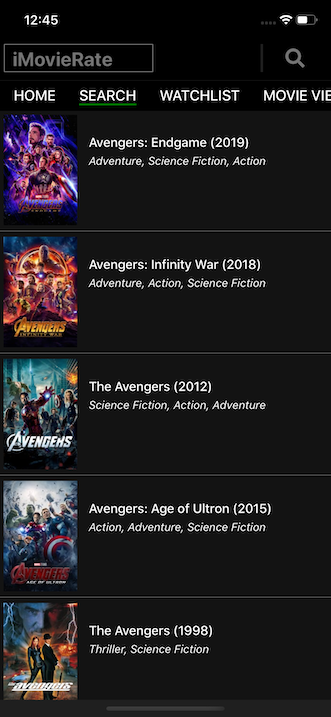 12:45
iMovieRate
HOME SEARCH WATCHLIST MOVIE VIE
Avengers: Endgame (2019)
Adventure, Science Fiction, Action
Avengers: Infinity War (2018)
Adventure, Action, Science Fiction
AVENGERS
INFINITY WAR
The Avengers (2012)
Science Fiction, Action, Adventure
AVENGERS
Avengers: Age of Ultron (2015)
Action, Adventure, Science Fiction
AVENGERS
AGE OF ULTRON
The Avengers (1998)
Thriller, Science Fiction
the avengers